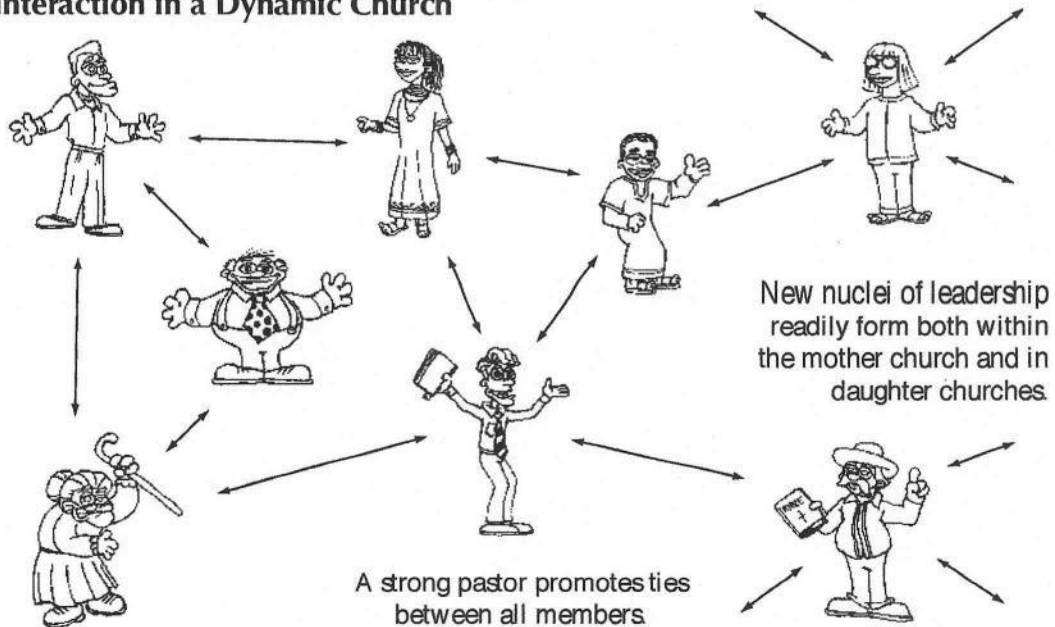 Interaction in a Dynamic Church
New nuclei of leadership
readily form both within
the mother church and in
daughter churches.
A strong pastor promotes ties
between all members.